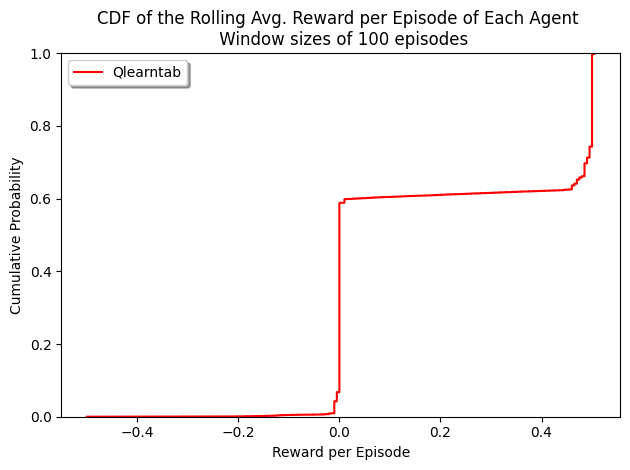 CDF of the Rolling Avg. Reward per Episode of Each Agent
Window sizes of 100 episodes
Qlearntab
1.0
0.8
0.6
0.4
0.2
0.0
Cumulative Probability
−0.4
−0.2
0.0
0.2
0.4
Reward per Episode